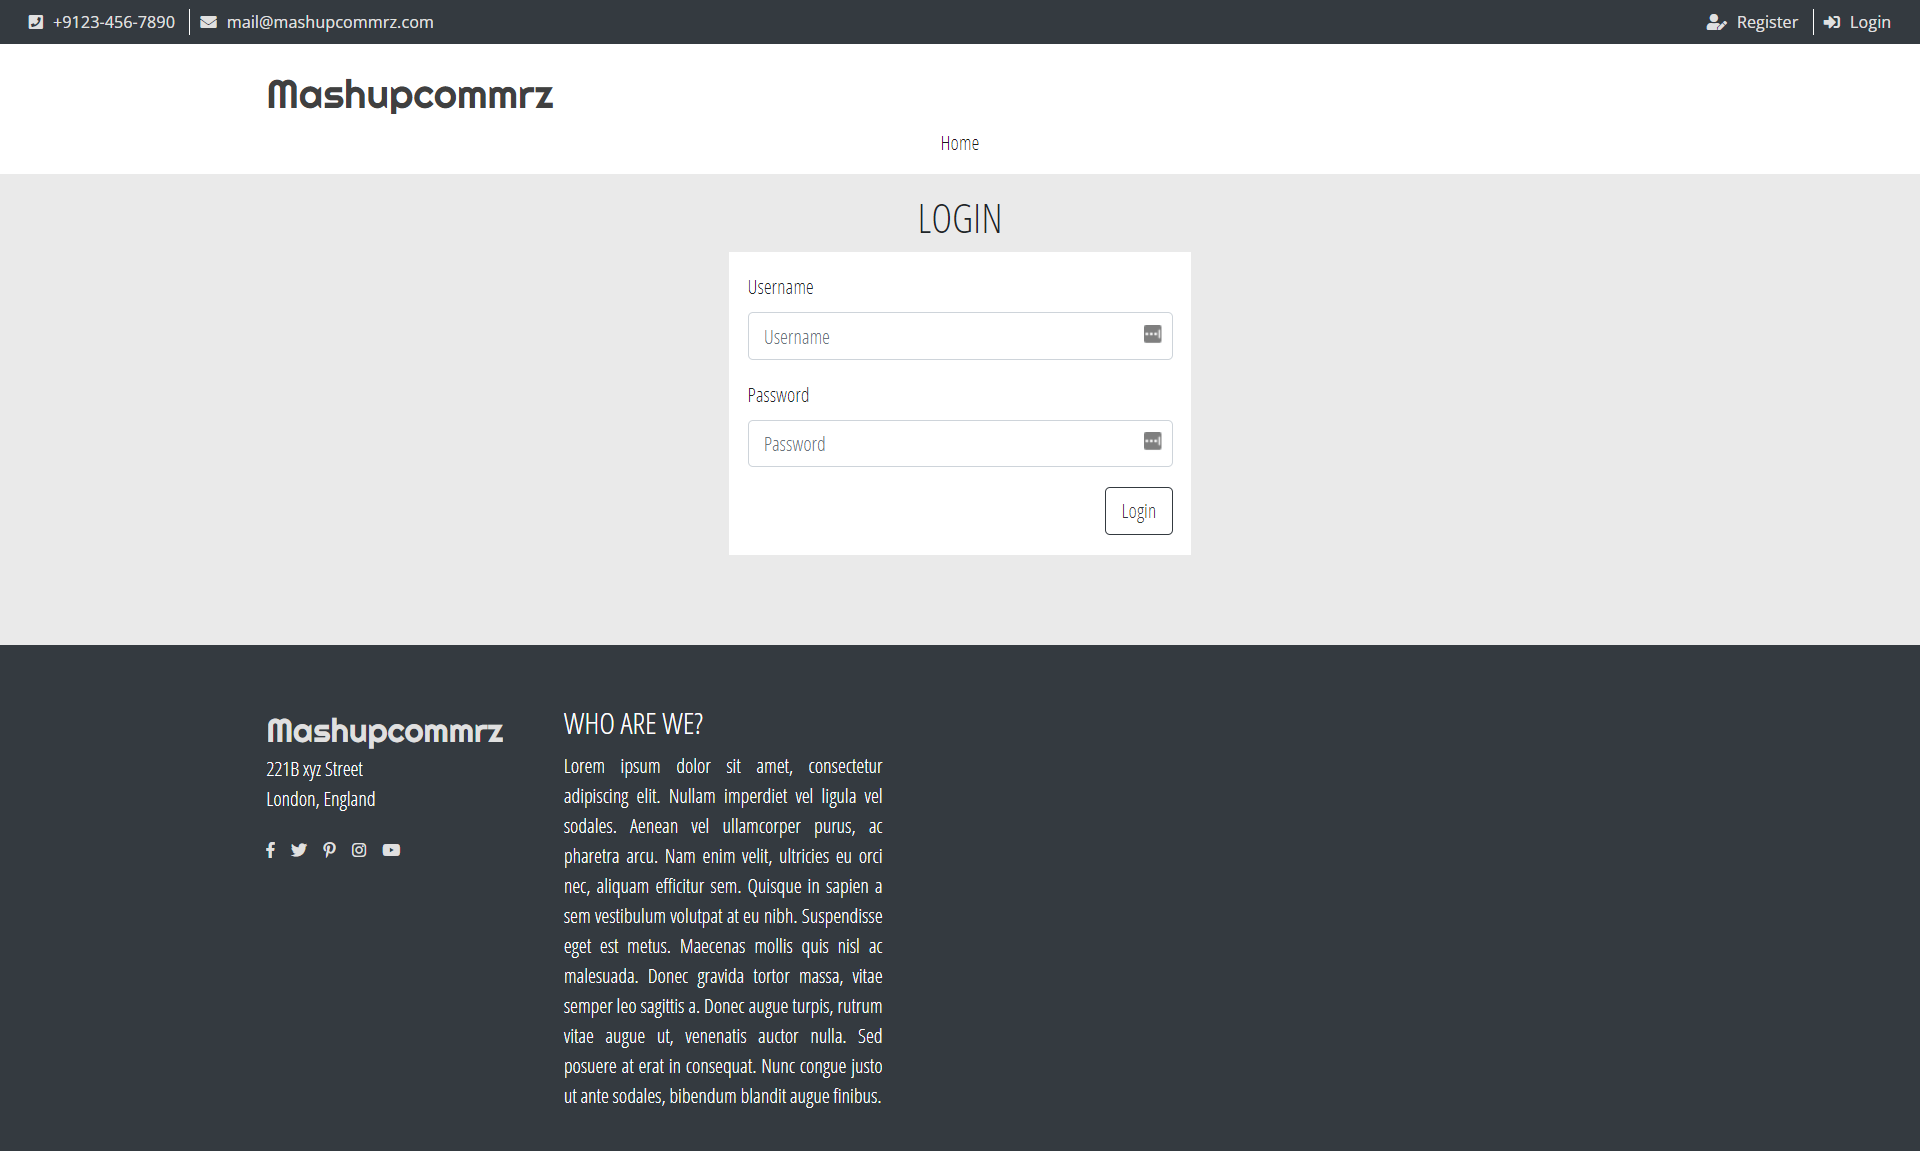 +9123-456-7890 mail@mashupcommrz.com Register Login
Mashupcommrz
Home
LOGIN
Username
Username
Password
Password
Login
Mashupcommrz
221B xyz Street
London, England
WHO ARE WE?
Lorem ipsum dolor sit amet, consectetur
adipiscing elit. Nullam imperdiet vel ligula vel
sodales. Aenean vel ullamcorper purus, ac
pharetra arcu. Nam enim velit, ultricies eu orci
nec, aliquam efficitur sem. Quisque in sapien a
sem vestibulum volutpat at eu nibh. Suspendisse
eget est metus. Maecenas mollis quis nisl ac
malesuada. Donec gravida tortor massa, vitae
semper leo sagittis a. Donec augue turpis, rutrum
vitae augue ut, venenatis auctor nulla. Sed
posuere at erat in consequat. Nunc congue justo
ut ante sodales, bibendum blandit augue finibus.